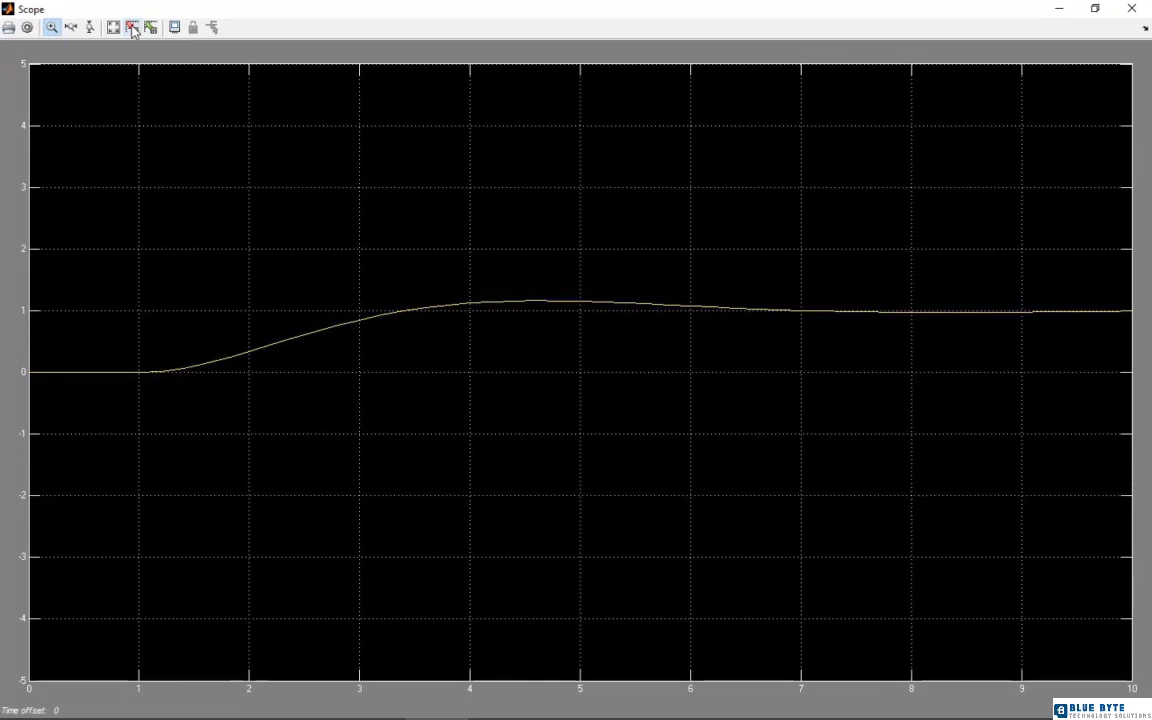 Scope
5
4
3
2
1
0
-1
-2
-3
-4
-5
0 1 2 3 4 5 6 7 8 9 10
Time offset: 0
BLUE BYTE
TECHNOLOGY SOLUTIONS